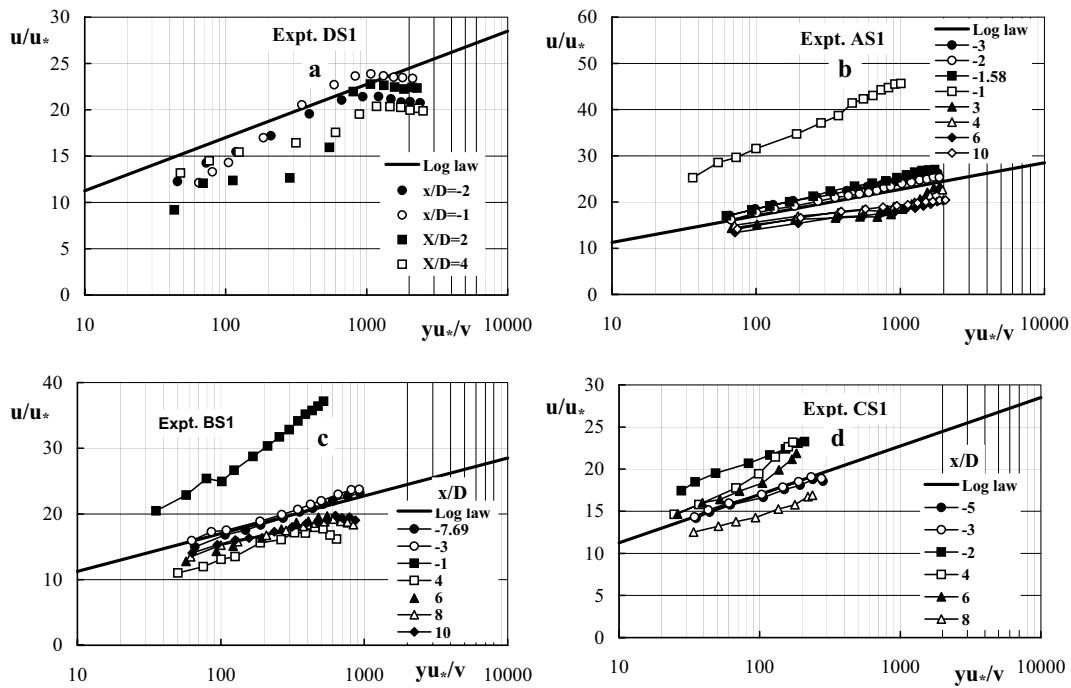 30
25
20
15
10
5
0
u/u*
Expt. DS1
a
Log law
x/D=-2
x/D=-1
X/D=2
X/D=4
10
100
1000
10000
yu*/v
60
50
40
30
20
10
0
u/u*
Expt. AS1
b
Log law
-3
-2
-1.58
-1
3
4
6
10
10
100
1000
10000
yu*/v
40
30
20
10
0
u/u*
Expt. BS1
c
x/D
Log law
-7.69
-3
-1
4
6
8
10
10
100
1000
10000
yu*/v
30
25
20
15
10
5
0
u/u*
Expt. CS1
d
x/D
Log law
-5
-3
-2
4
6
8
10
100
1000
10000
yu*/v